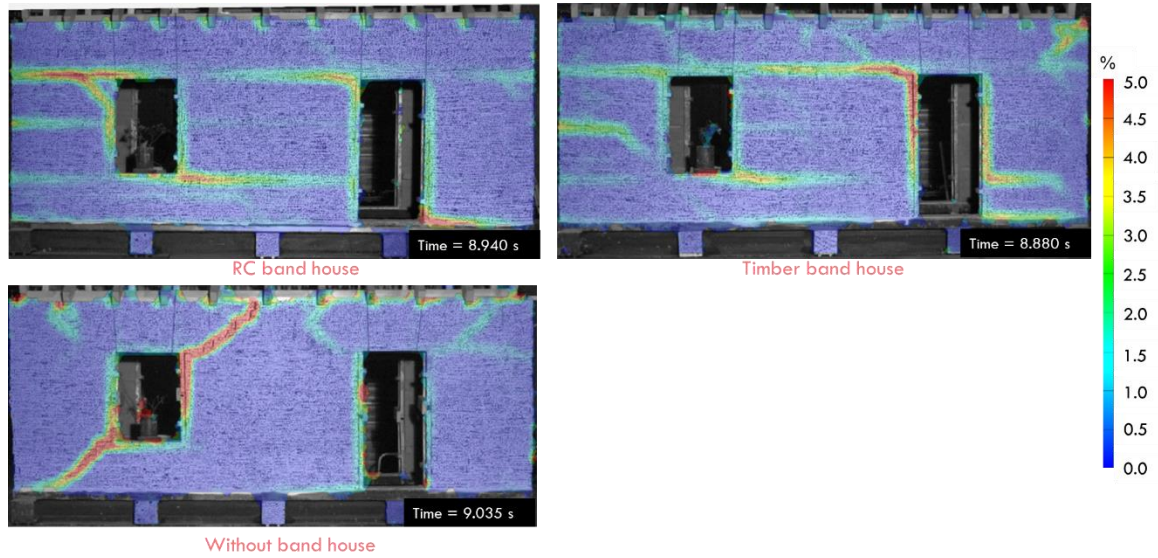 Time = 8.940 s
Time = 8.880 s
RC band house
Timber band house
%
5.0
4.5
4.0
3.5
3.0
2.5
2.0
1.5
1.0
0.5
0.0
Time = 9.035 s
Without band house